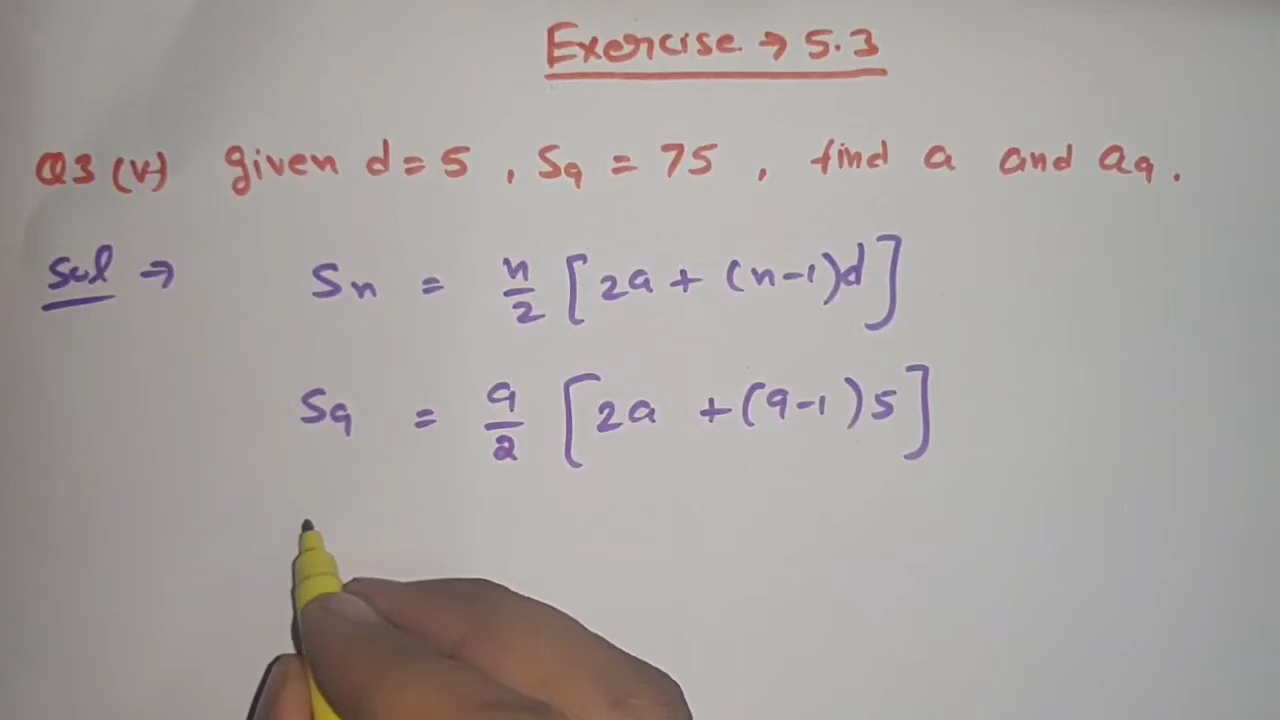 Exercise → 5.3
Q3 (V) given d = 5 , S9 = 75 , find a and a9 .
Sol → Sn = n/2 [2a + (n-1)d]
S9 = 9/2 [2a + (9-1)5]